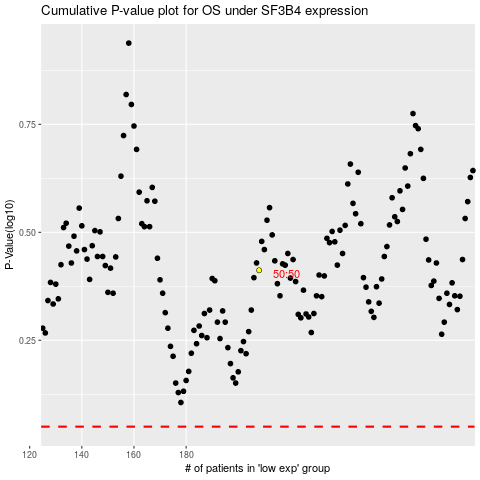 Cumulative P-value plot for OS under SF3B4 expression
P-Value(log10)
0.75
0.50
0.25
50:50
120 140 160 180
# of patients in 'low exp' group